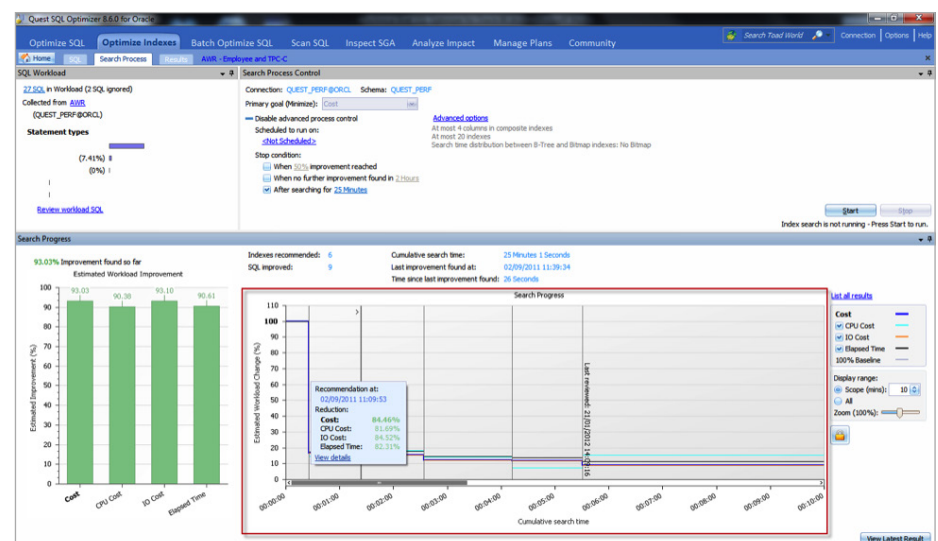 Quest SQL Optimizer 8.6.0 for Oracle
Optimize SQL Optimize Indexes Batch Optimize SQL Scan SQL Inspect SGA Analyze Impact Manage Plans Community Search Toad World Connection Options Help
Home SQL Search Process Results AWR - Employee and TPC-C
SQL Workload
27 SQL in Workload (2 SQL ignored)
Collected from AWR
(QUEST_PERF@ORCL)
Statement types
(7.41%)
(0%)
Review workload SQL
Search Process Control
Connection: QUEST_PERF@ORCL Schema: QUEST_PERF
Primary goal (Minimize): Cost
Disable advanced process control
Scheduled to run on:
<Not Scheduled>
Stop condition:
When 50% improvement reached
When no further improvement found in 2 Hours
After searching for 25 Minutes
Advanced options
At most 4 columns in composite indexes
At most 20 indexes
Search time distribution between B-Tree and Bitmap indexes: No Bitmap
Start Stop
Index search is not running - Press Start to run.
Search Progress
93.03% Improvement found so far
Estimated Workload Improvement
Estimated Improvement (%)
100
90
80
70
60
50
40
30
20
10
0
93.03 90.38 93.10 90.61
Cost CPU Cost IO Cost Elapsed Time
Indexes recommended: 6
SQL improved: 9
Cumulative search time: 25 Minutes 1 Seconds
Last improvement found at: 02/09/2011 11:39:34
Time since last improvement found: 26 Seconds
Search Progress
Estimated Workload Change (%)
110
100
90
80
70
60
50
40
30
20
10
0
Recommendation at:
02/09/2011 11:09:53
Reduction:
Cost: 84.46%
CPU Cost: 81.69%
IO Cost: 84.52%
Elapsed Time: 82.31%
View details
Last reviewed: 21/01/2012 14:09:16
00:00:00 00:01:00 00:02:00 00:03:00 00:04:00 00:05:00 00:06:00 00:07:00 00:08:00 00:09:00 00:10:00
Cumulative search time
List all results
Cost
CPU Cost
IO Cost
Elapsed Time
100% Baseline
Display range:
Scope (mins): 10
All
Zoom (100%):
View Latest Result